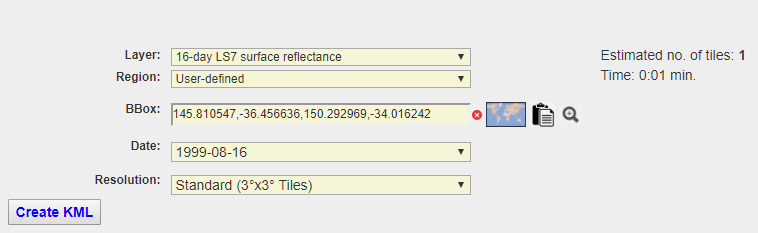 Layer: 16-day LS7 surface reflectance
Estimated no. of tiles: 1
Region: User-defined
Time: 0:01 min.
BBox: 145.810547,-36.456636,150.292969,-34.016242
Date: 1999-08-16
Resolution: Standard (3°x3° Tiles)
Create KML